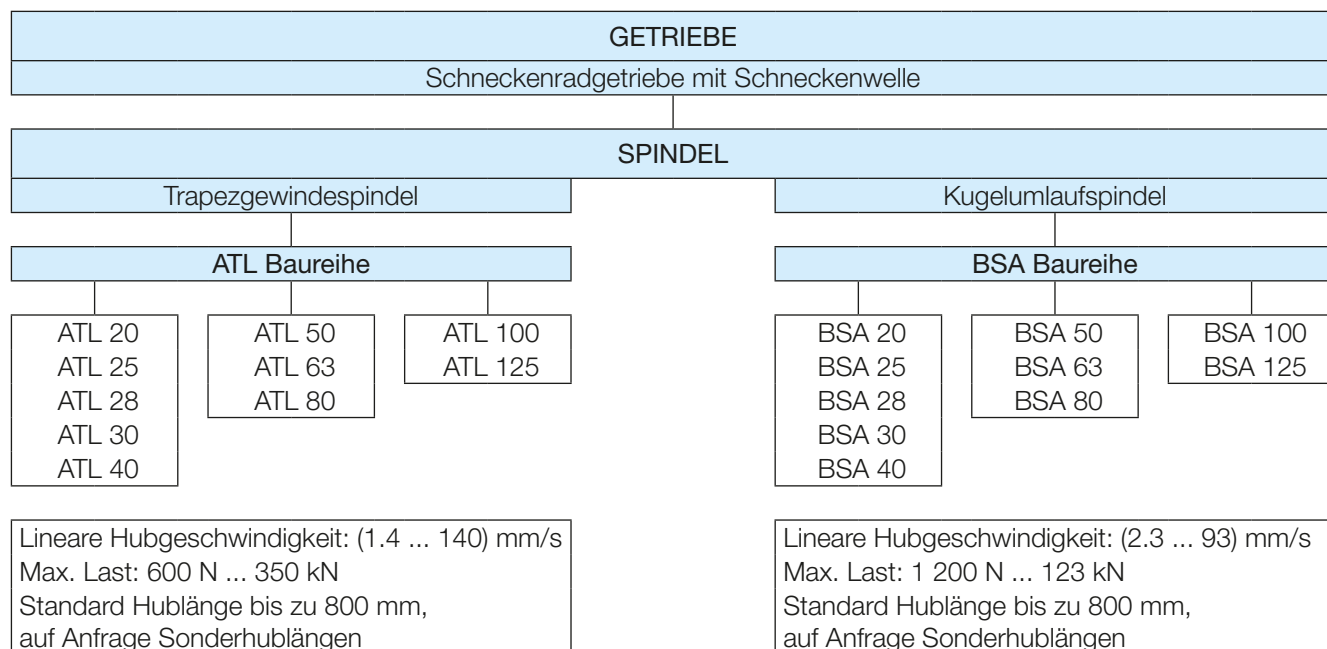 GETRIEBE
Schneckenradgetriebe mit Schneckenwelle
SPINDEL
Trapezgewindespindel
ATL Baureihe
ATL 20
ATL 25
ATL 28
ATL 30
ATL 40
ATL 50
ATL 63
ATL 80
ATL 100
ATL 125
Lineare Hubgeschwindigkeit: (1.4 ... 140) mm/s
Max. Last: 600 N ... 350 kN
Standard Hublänge bis zu 800 mm,
auf Anfrage Sonderhublängen
Kugelumlaufspindel
BSA Baureihe
BSA 20
BSA 25
BSA 28
BSA 30
BSA 40
BSA 50
BSA 63
BSA 80
BSA 100
BSA 125
Lineare Hubgeschwindigkeit: (2.3 ... 93) mm/s
Max. Last: 1 200 N ... 123 kN
Standard Hublänge bis zu 800 mm,
auf Anfrage Sonderhublängen